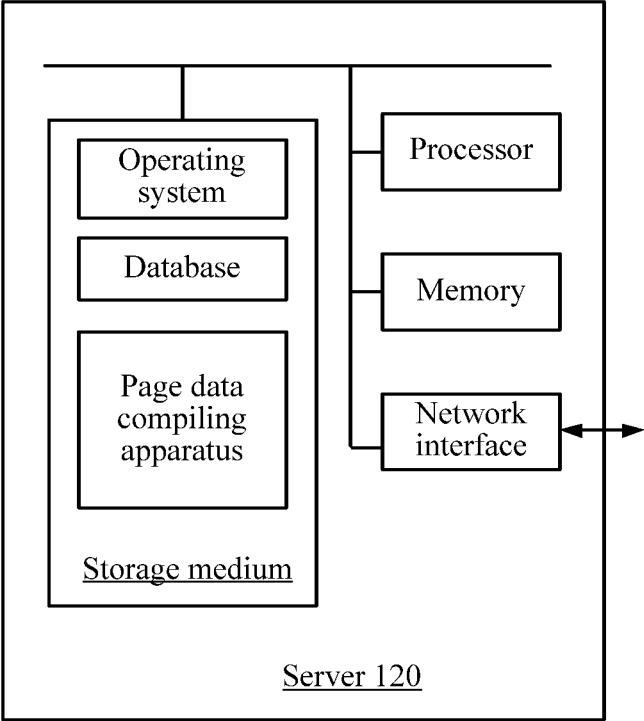 Operating
system
Database
Page data
compiling
apparatus
Storage medium
Processor
Memory
Network
interface
Server 120